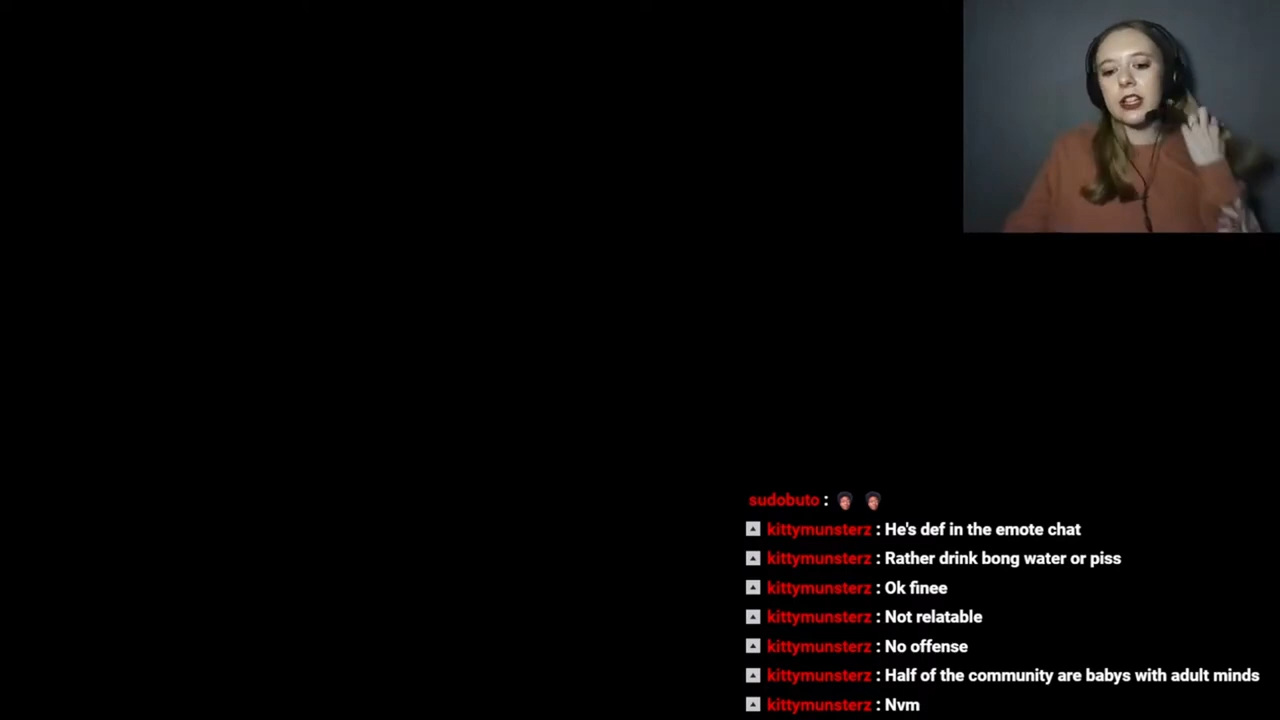 sudobuto :
kittymunsterz : He's def in the emote chat
kittymunsterz : Rather drink bong water or piss
kittymunsterz : Ok finee
kittymunsterz : Not relatable
kittymunsterz : No offense
kittymunsterz : Half of the community are babys with adult minds
kittymunsterz : Nvm